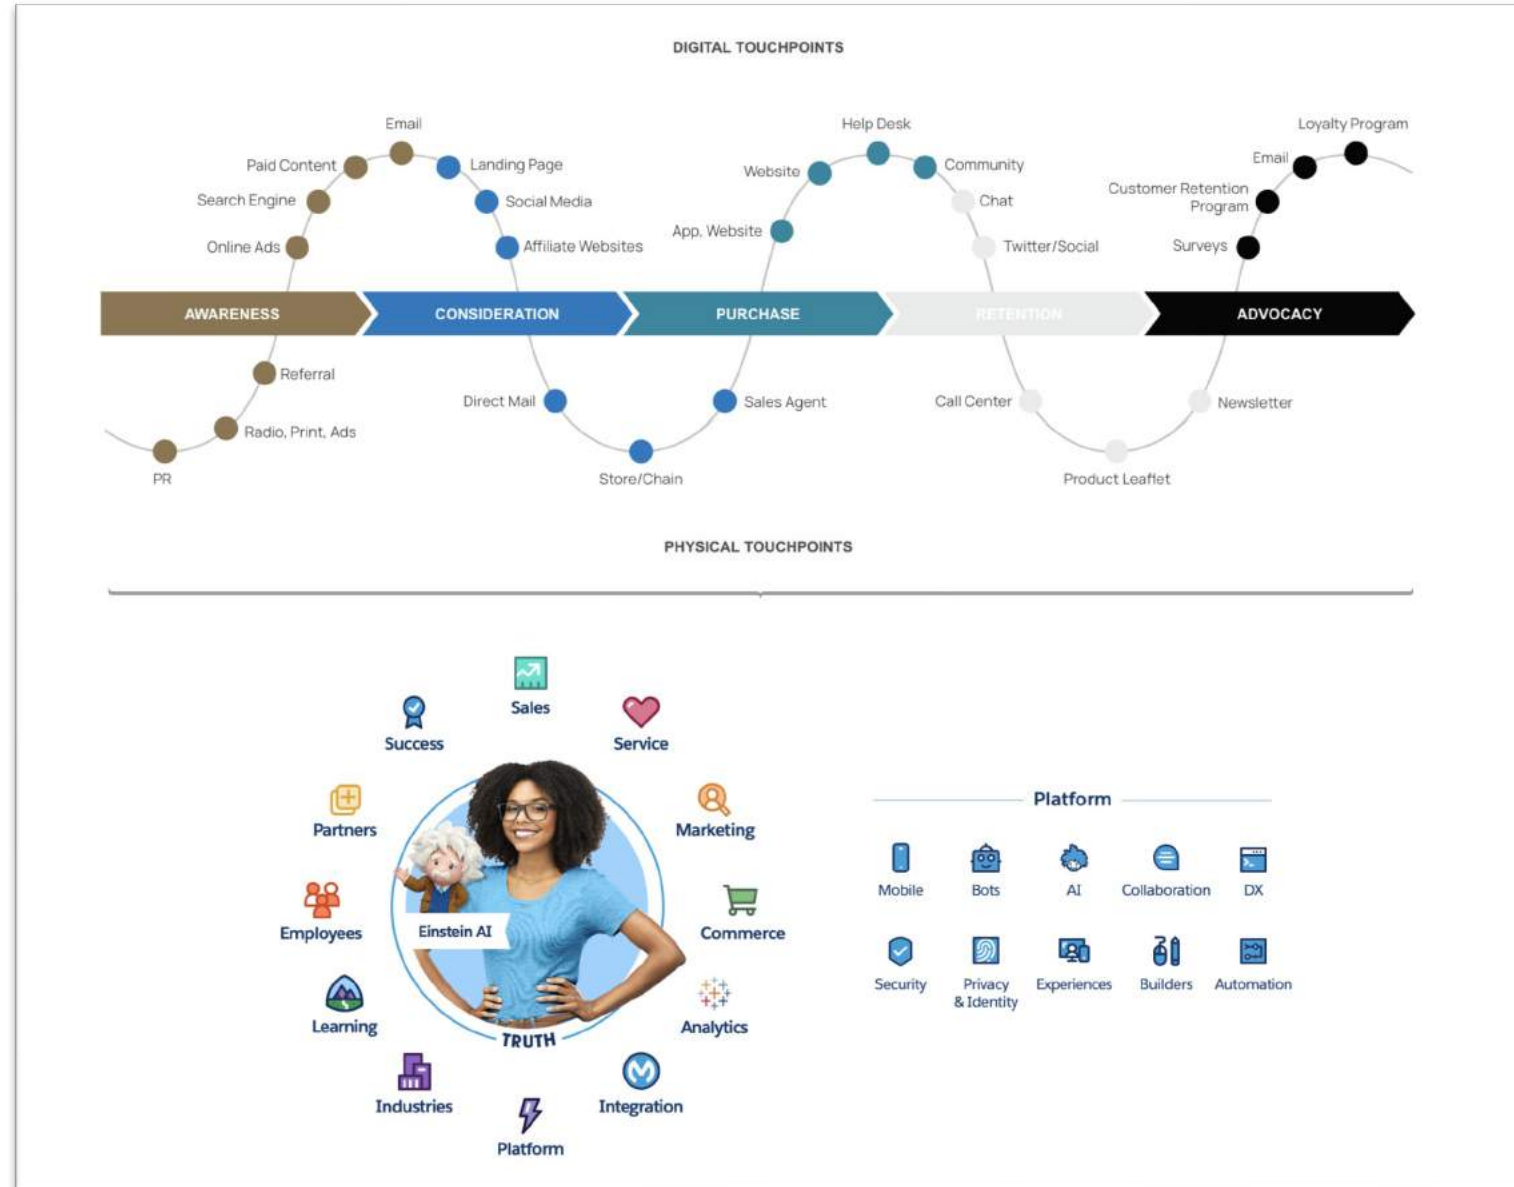 DIGITAL TOUCHPOINTS
Email
Help Desk
Loyalty Program
Paid Content
Landing Page
Website
Community
Email
Search Engine
Social Media
Chat
Customer Retention
Program
Online Ads
Affiliate Websites
App, Website
Twitter/Social
Surveys
AWARENESS
CONSIDERATION
PURCHASE
RETENTION
ADVOCACY
Referral
Direct Mail
Sales Agent
Call Center
Newsletter
Radio, Print, Ads
PR
Store/Chain
Product Leaflet
PHYSICAL TOUCHPOINTS
Sales
Success
Service
Partners
Marketing
Employees
Einstein AI
Commerce
Learning
Analytics
TRUTH
Industries
Integration
Platform
Platform
Mobile
Bots
AI
Collaboration
DX
Security
Privacy
& Identity
Experiences
Builders
Automation